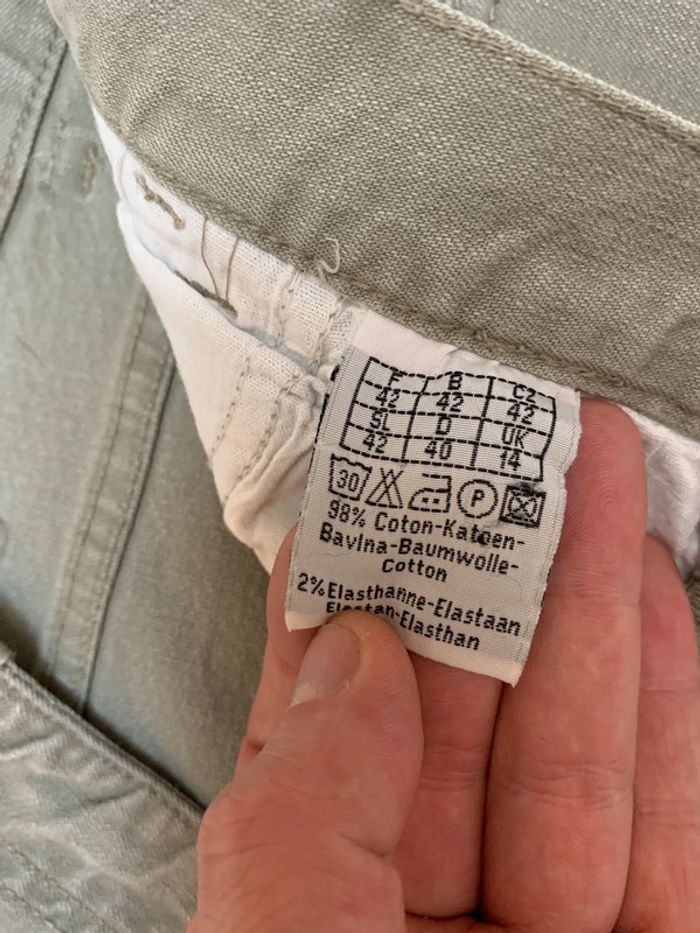 F B CZ
42 42 42
SL D UK
42 40 14
30 P
98% Coton-Katoen-
Bavlna-Baumwolle-
Cotton
2%Elasthanne-Elastaan
Elastan-Elasthan